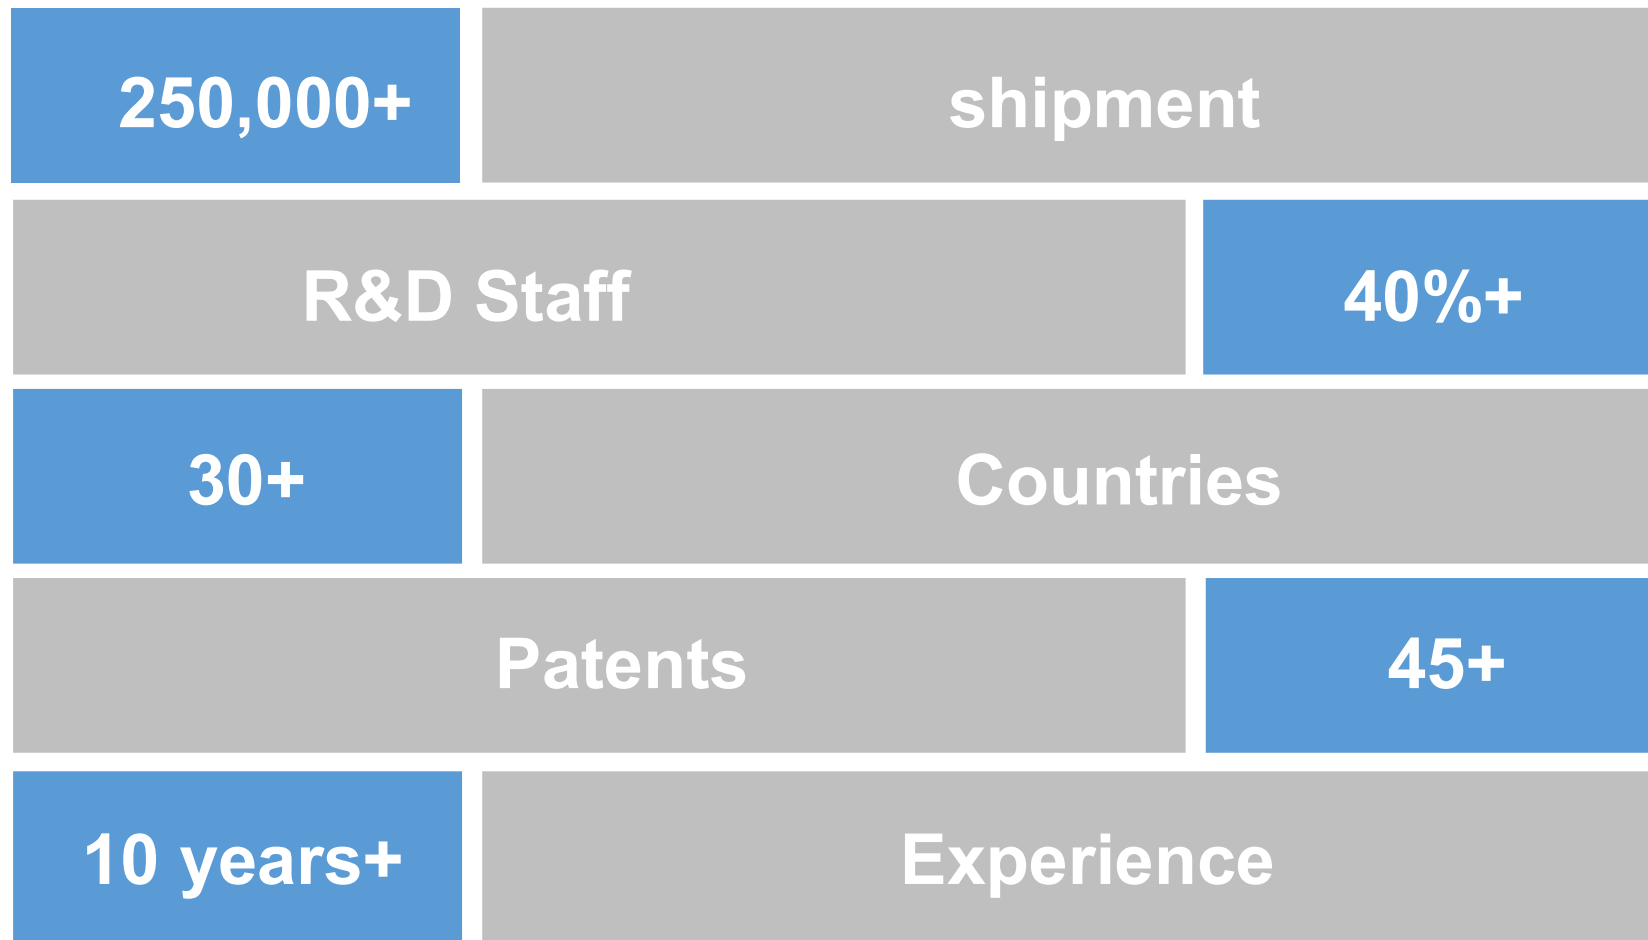 250,000+ shipment
R&D Staff 40%+
30+ Countries
Patents 45+
10 years+ Experience